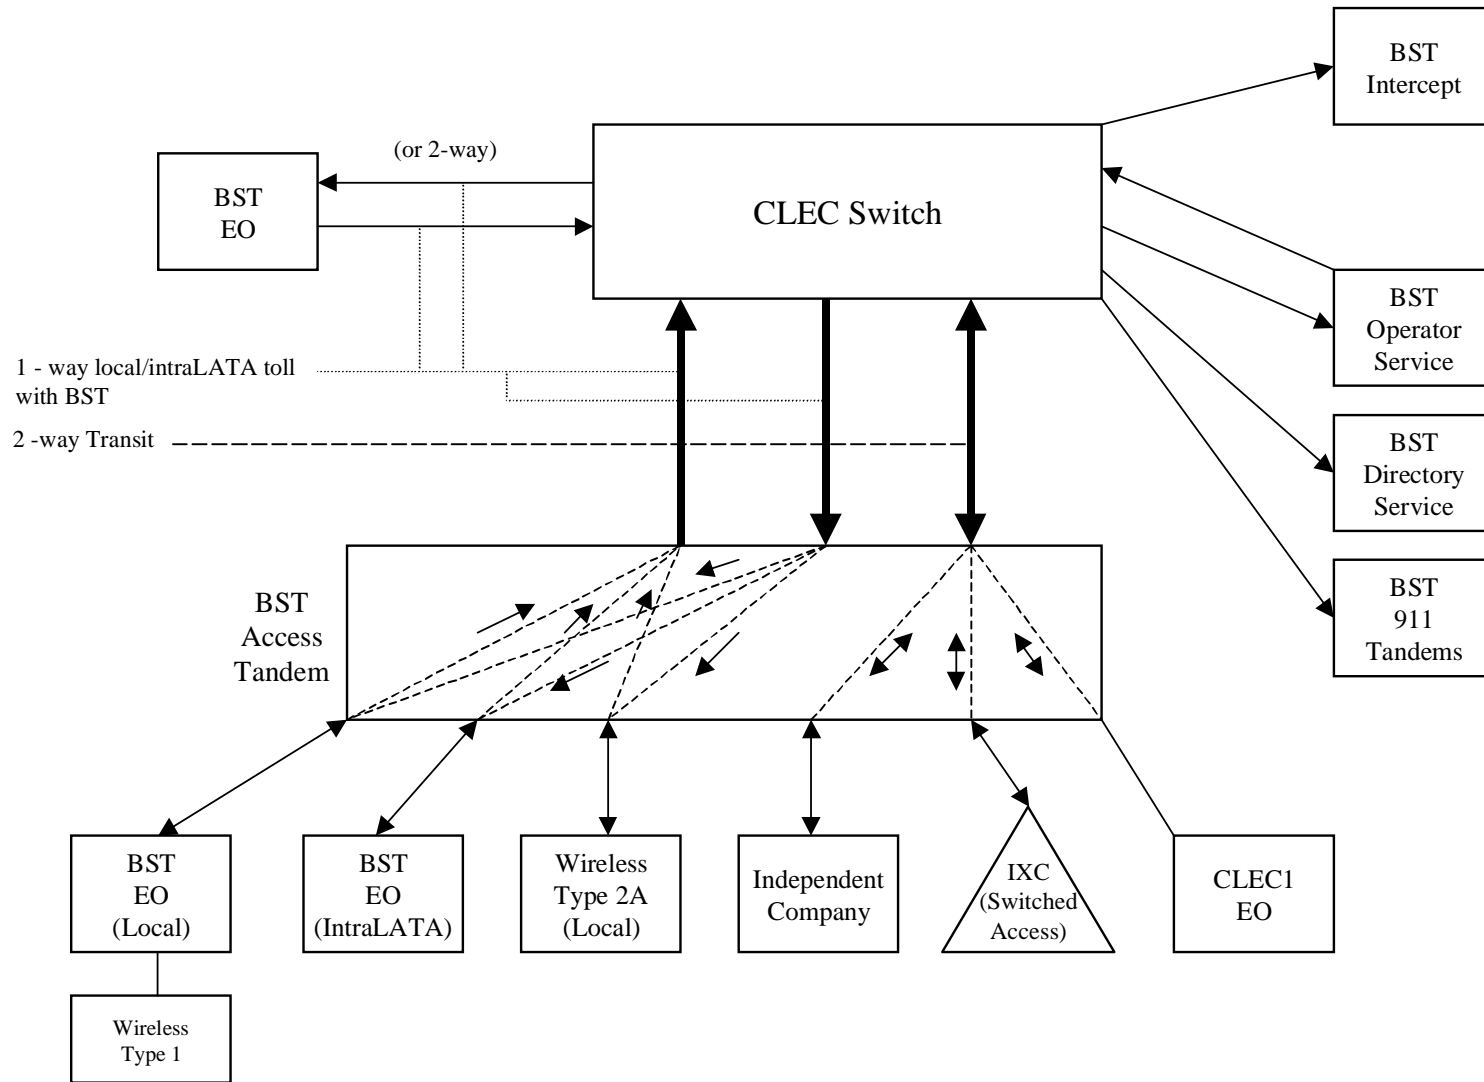 BST
Intercept
(or 2-way)
BST
EO
CLEC Switch
BST
Operator
Service
1 - way local/intraLATA toll
with BST
2 -way Transit
BST
Directory
Service
BST
911
Tandems
BST
Access
Tandem
BST
EO
(Local)
BST
EO
(IntraLATA)
Wireless
Type 2A
(Local)
Independent
Company
IXC
(Switched
Access)
CLEC1
EO
Wireless
Type 1